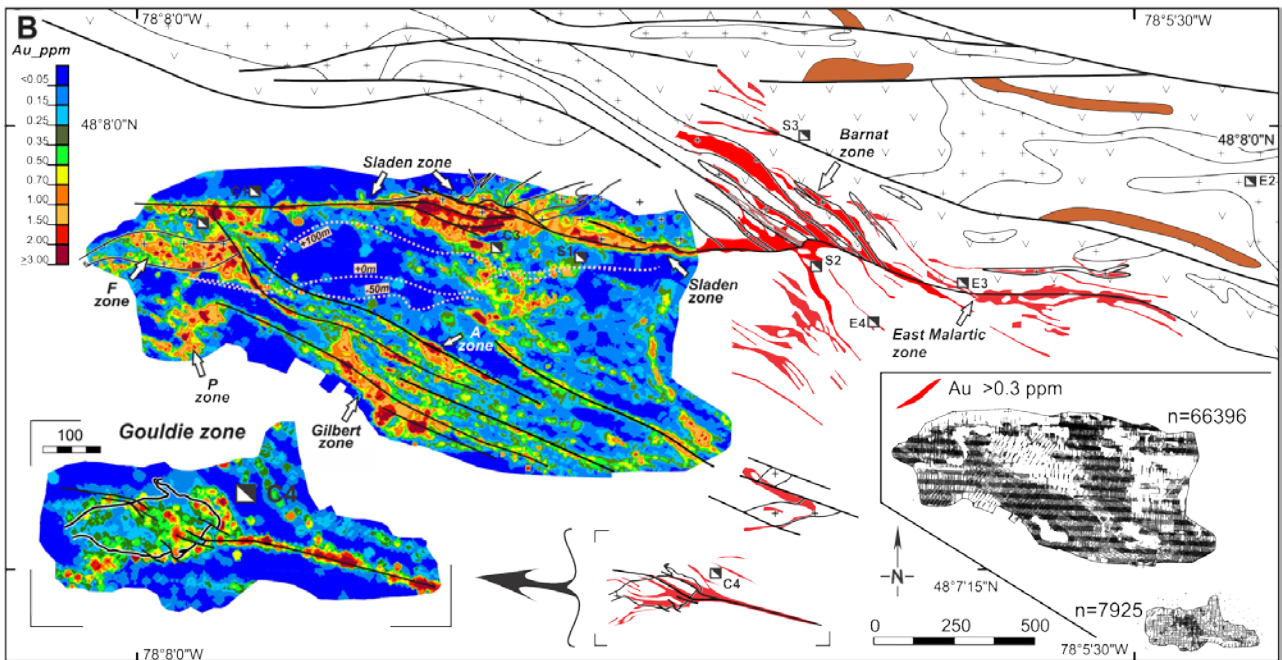 B
78°8'0"W
78°5'30"W
Au_ppm
<0.05
0.15
0.25
0.35
0.50
0.70
1.00
1.50
2.00
≥3.00
48°8'0"N
48°8'0"N
S3
Barnat
zone
E2
Sladen zone
C1
C2
C3
S1
+100m
+0m
-50m
F
zone
Sladen
zone
S2
E3
E4
East Malartic
zone
A
zone
P
zone
Gilbert
zone
Gouldie zone
100
C4
C4
Au >0.3 ppm
n=66396
N
48°7'15"N
n=7925
0
250
500
78°8'0"W
78°5'30"W